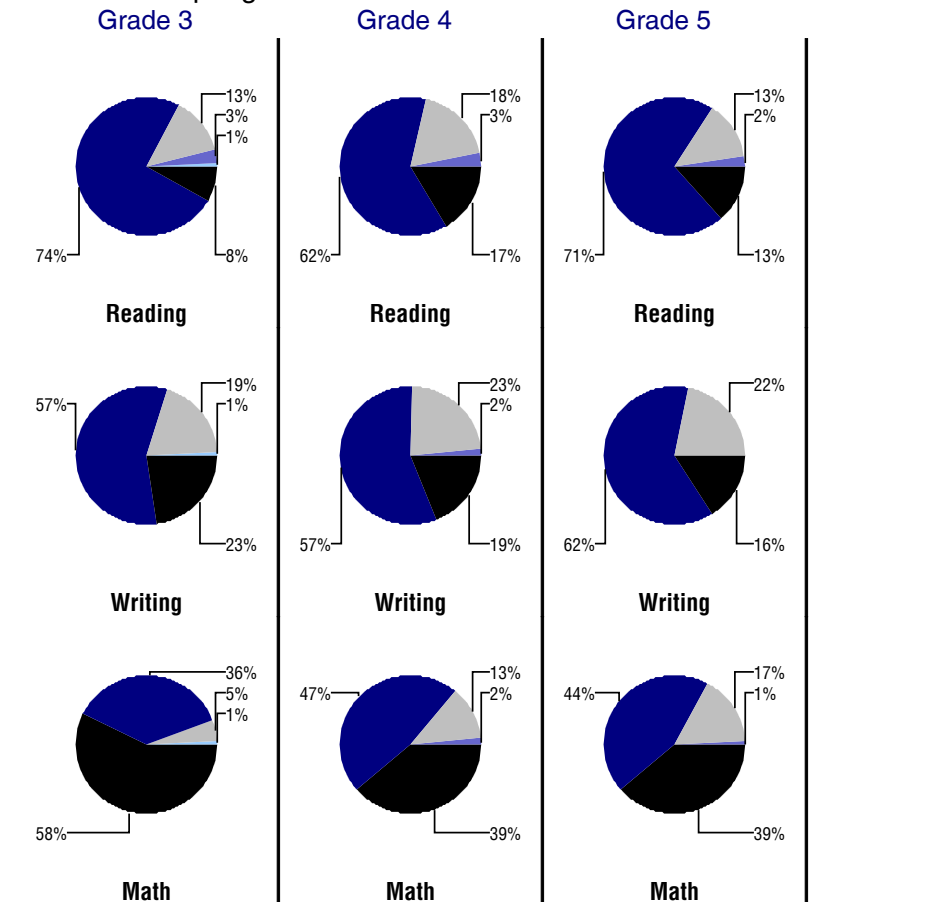 Grade 3 Grade 4 Grade 5
13% 18% 13%
3% 3% 2%
1%
74% 8% 62% 17% 71% 13%
Reading Reading Reading
19% 23% 22%
57% 1% 2%
23% 57% 19% 62% 16%
Writing Writing Writing
36% 13% 17%
5% 47% 2% 44% 1%
1%
58% 39% 39%
Math Math Math